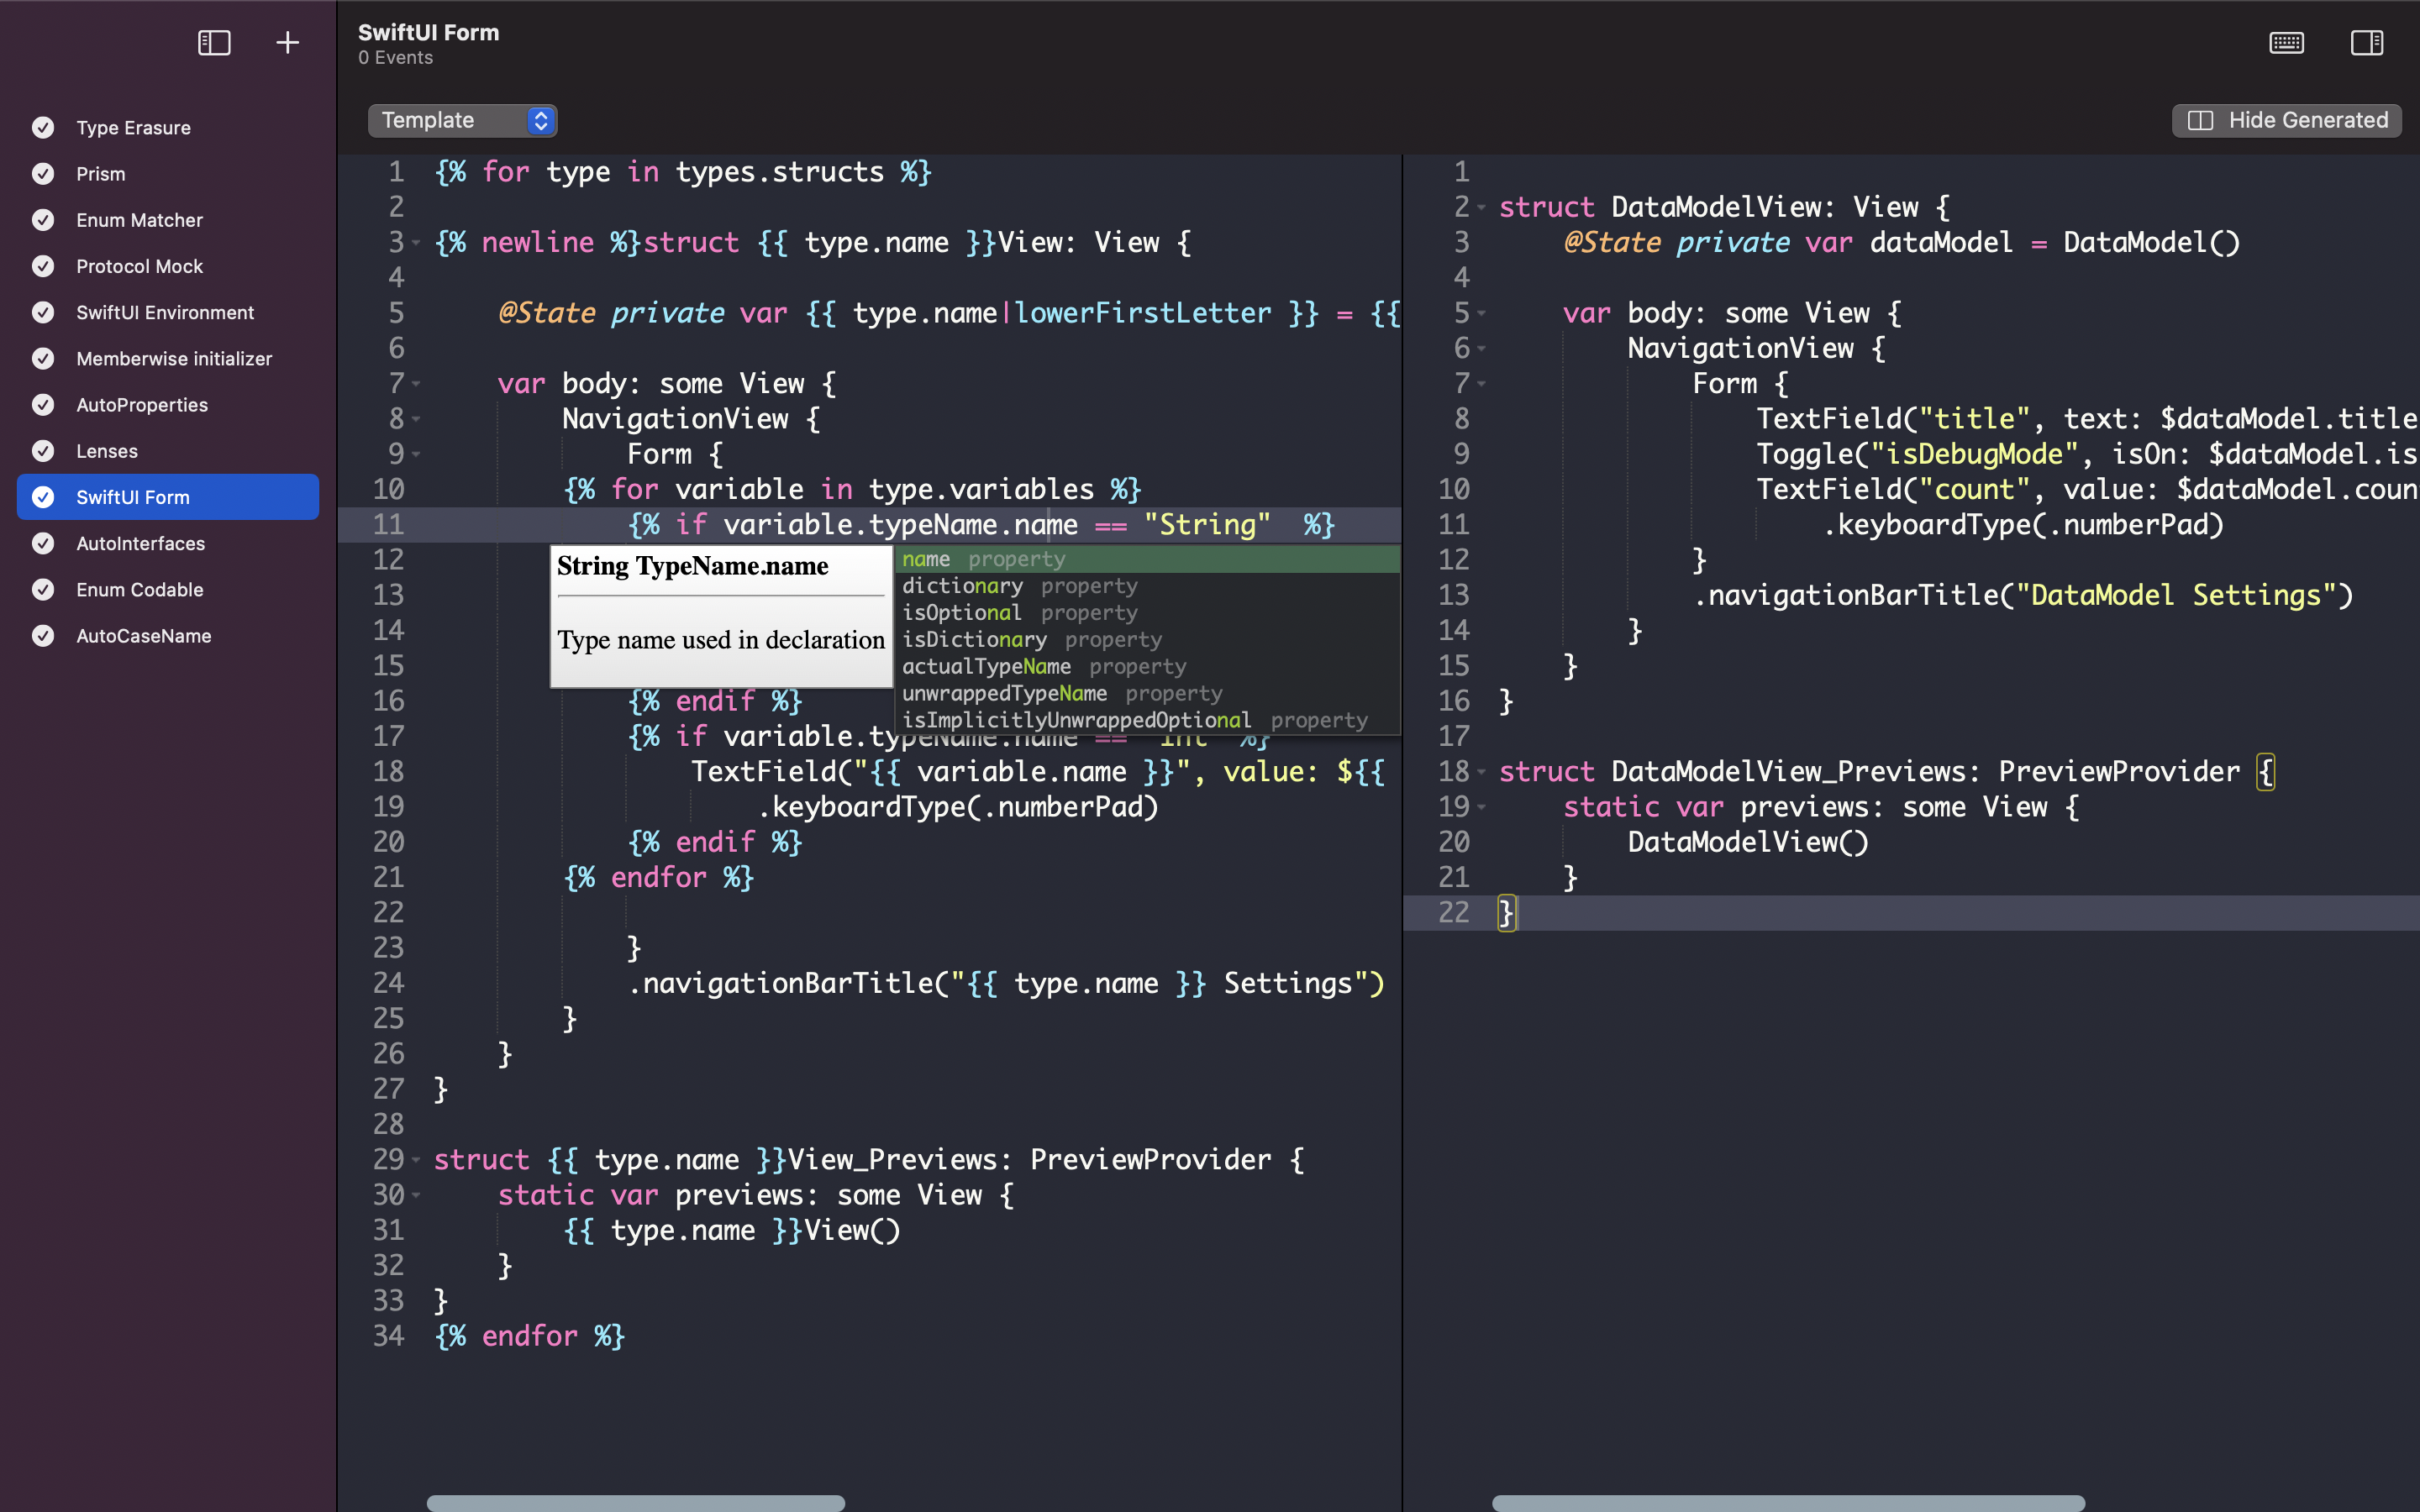 SwiftUI Form
0 Events
Template
Hide Generated
Type Erasure
Prism
Enum Matcher
Protocol Mock
SwiftUI Environment
Memberwise initializer
AutoProperties
Lenses
SwiftUI Form
AutoInterfaces
Enum Codable
AutoCaseName
1 {% for type in types.structs %}
2
3 {% newline %}struct {{ type.name }}View: View {
4
5 @State private var {{ type.name|lowerFirstLetter }} = {{
6
7 var body: some View {
8 NavigationView {
9 Form {
10 {% for variable in type.variables %}
11 {% if variable.typeName.name == "String"  %}
12
13
14
15
16 {% endif %}
17 {% if variable.typeName.name == "Int" %}
18 TextField("{{ variable.name }}", value: ${{
19 .keyboardType(.numberPad)
20 {% endif %}
21 {% endfor %}
22
23 }
24 .navigationBarTitle("{{ type.name }} Settings")
25 }
26 }
27 }
28
29 struct {{ type.name }}View_Previews: PreviewProvider {
30 static var previews: some View {
31 {{ type.name }}View()
32 }
33 }
34 {% endfor %}
String TypeName.name
Type name used in declaration
name property
dictionary property
isOptional property
isDictionary property
actualTypeName property
unwrappedTypeName property
isImplicitlyUnwrappedOptional property
1
2 struct DataModelView: View {
3 @State private var dataModel = DataModel()
4
5 var body: some View {
6 NavigationView {
7 Form {
8 TextField("title", text: $dataModel.title
9 Toggle("isDebugMode", isOn: $dataModel.is
10 TextField("count", value: $dataModel.coun
11 .keyboardType(.numberPad)
12 }
13 .navigationBarTitle("DataModel Settings")
14 }
15 }
16 }
17
18 struct DataModelView_Previews: PreviewProvider {
19 static var previews: some View {
20 DataModelView()
21 }
22 }